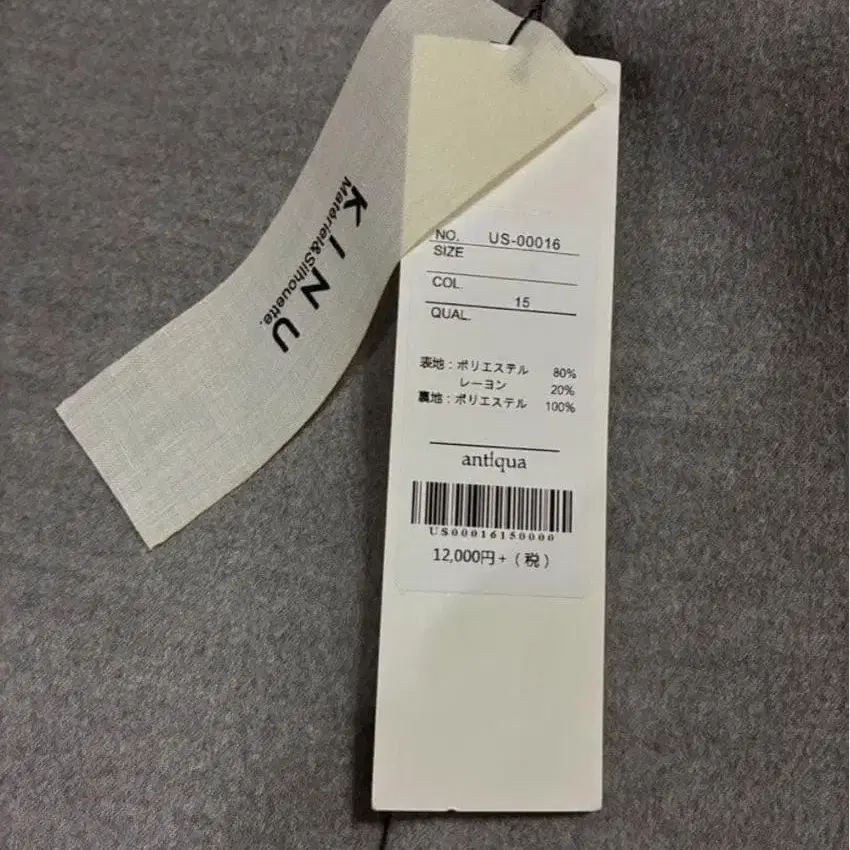 KINU
Matériel&Silhouette.
NO. US-00016
SIZE
COL. 15
QUAL.
表地：ポリエステル 80%
レーヨン 20%
裏地：ポリエステル 100%
antiqua
US00016150000
12,000円+（税）